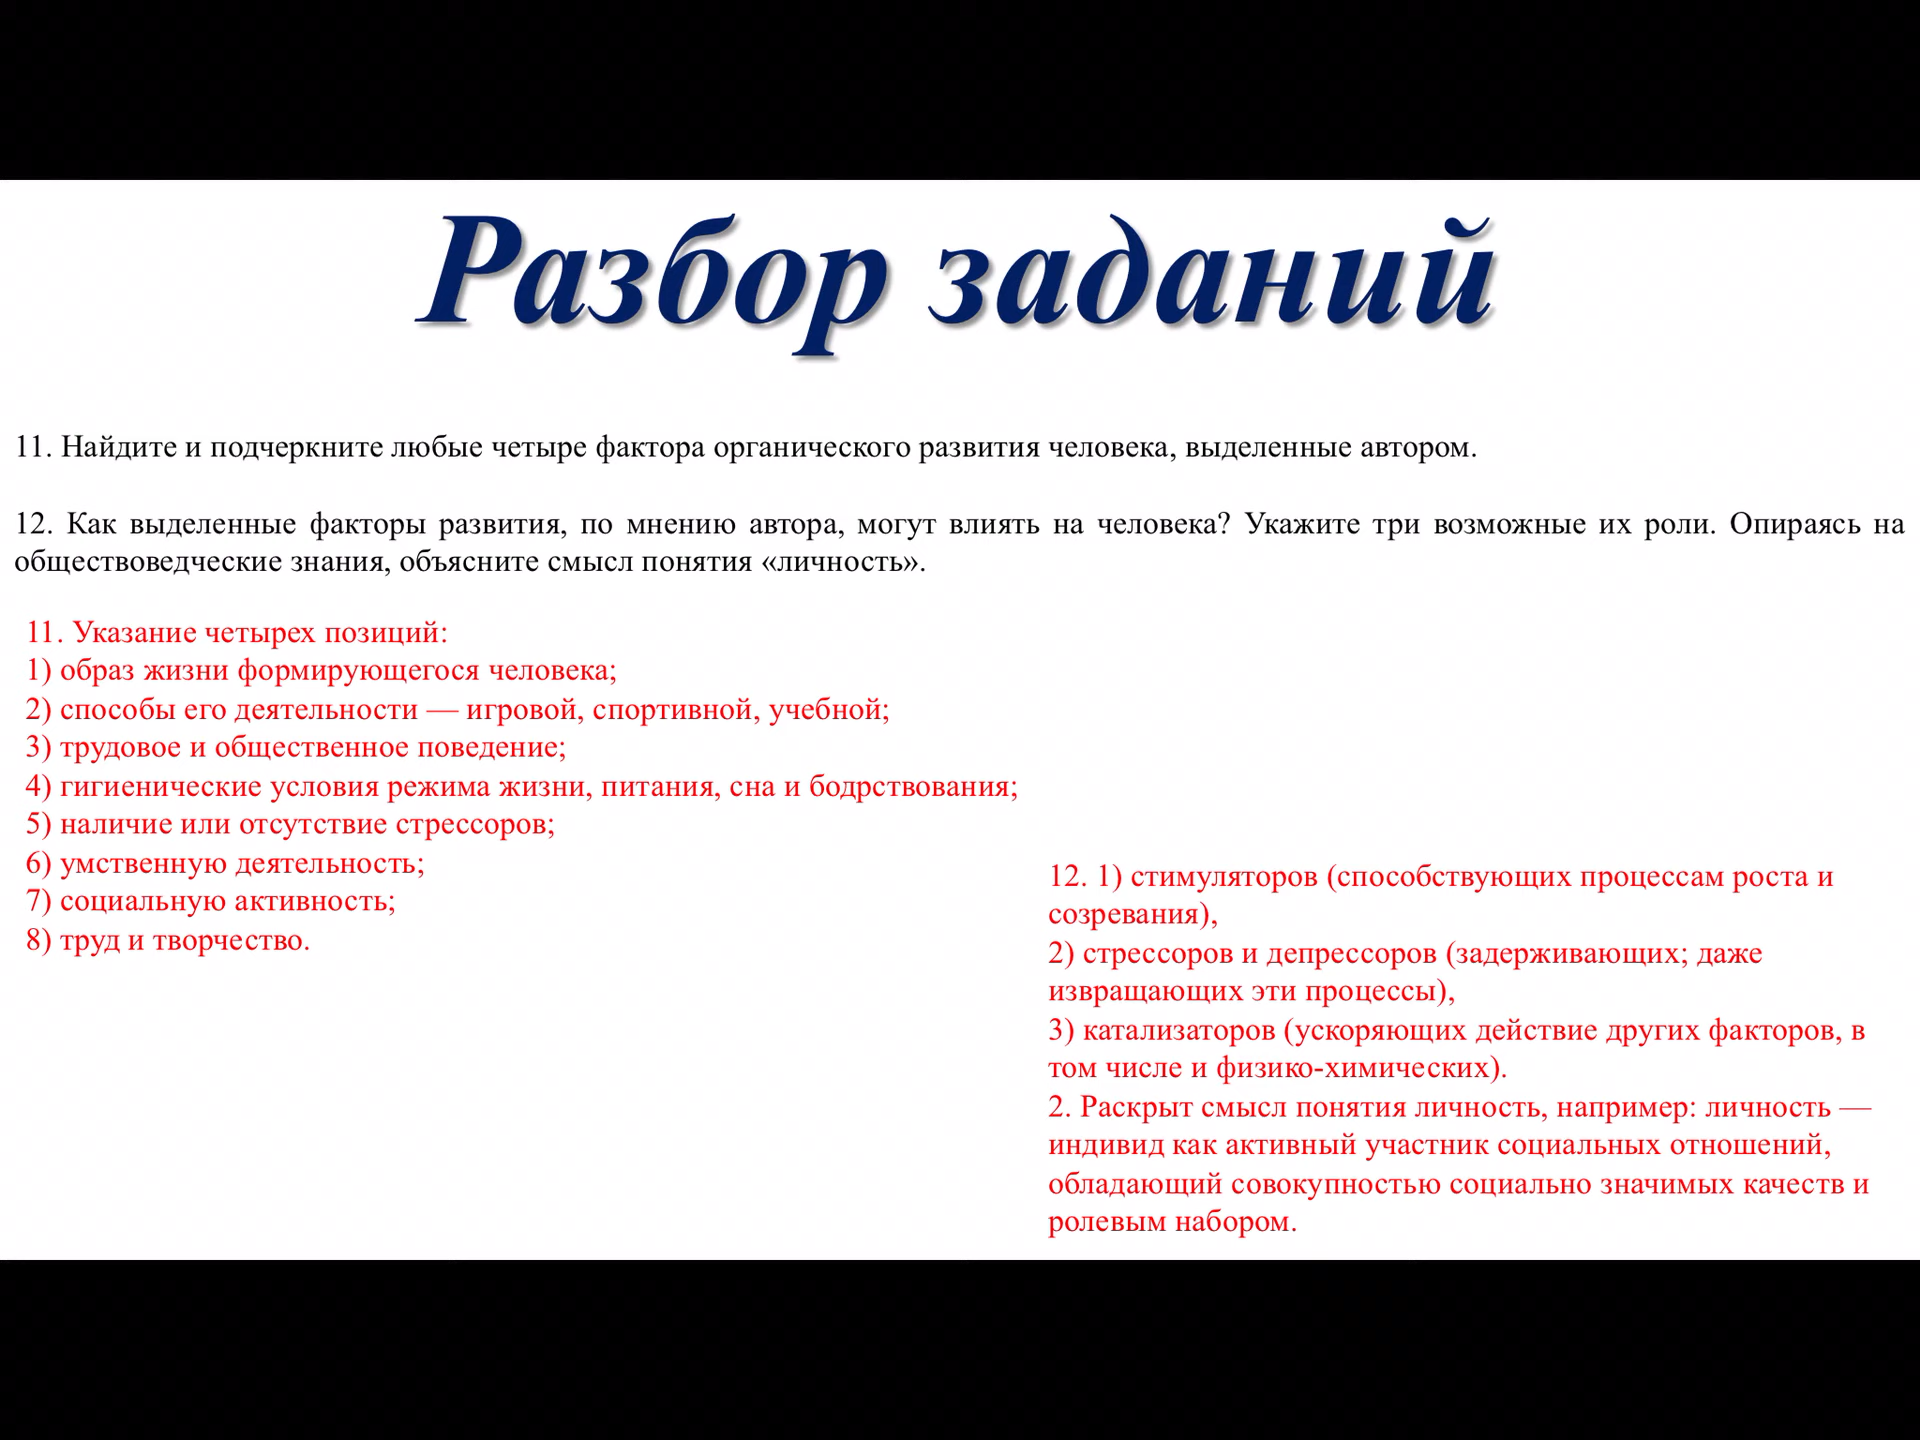 Разбор заданий
11. Найдите и подчеркните любые четыре фактора органического развития человека, выделенные автором.
12. Как выделенные факторы развития, по мнению автора, могут влиять на человека? Укажите три возможные их роли. Опираясь на
обществоведческие знания, объясните смысл понятия «личность».
11. Указание четырех позиций:
1) образ жизни формирующегося человека;
2) способы его деятельности — игровой, спортивной, учебной;
3) трудовое и общественное поведение;
4) гигиенические условия режима жизни, питания, сна и бодрствования;
5) наличие или отсутствие стрессоров;
6) умственную деятельность;
7) социальную активность;
8) труд и творчество.
12. 1) стимуляторов (способствующих процессам роста и
созревания),
2) стрессоров и депрессоров (задерживающих; даже
извращающих эти процессы),
3) катализаторов (ускоряющих действие других факторов, в
том числе и физико-химических).
2. Раскрыт смысл понятия личность, например: личность —
индивид как активный участник социальных отношений,
обладающий совокупностью социально значимых качеств и
ролевым набором.